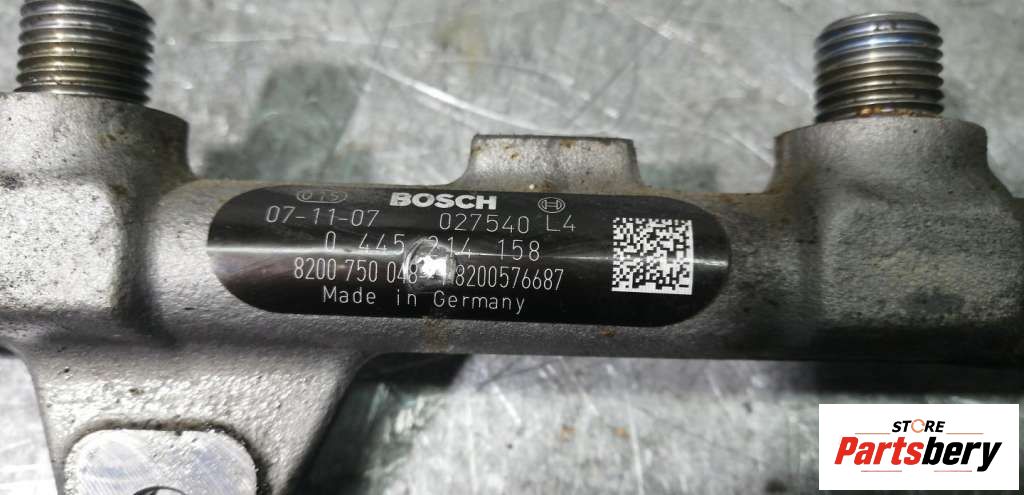 BOSCH
07-11-07 027540 L4
0 445 214 158
8200 750 048 8200576687
Made in Germany
STORE
Partsbery